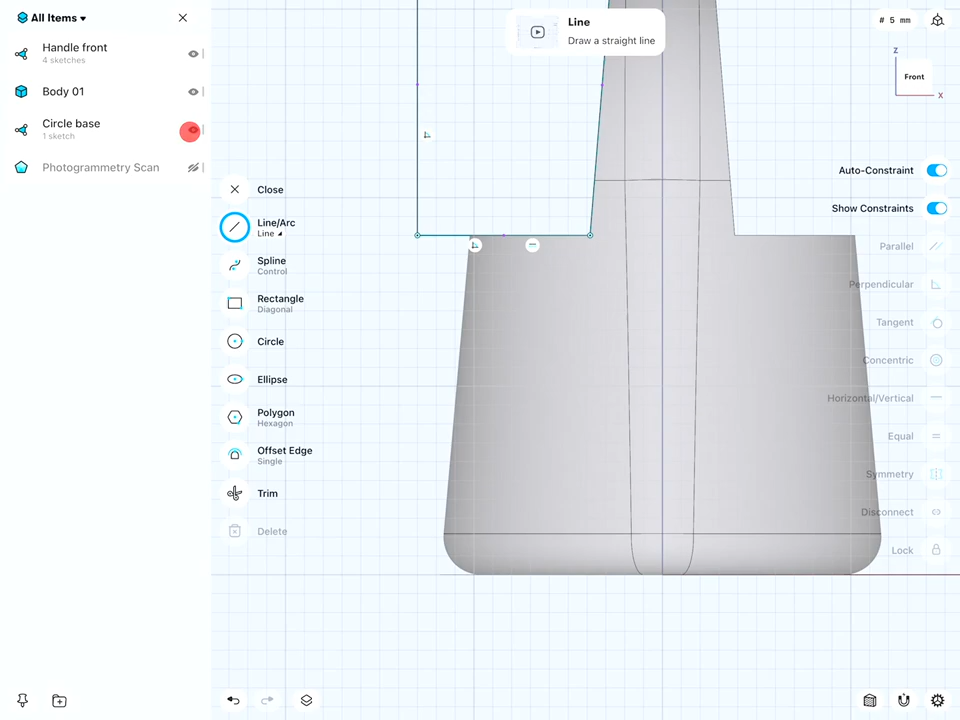 All Items
Handle front
4 sketches
Body 01
Circle base
1 sketch
Photogrammetry Scan
Line
Draw a straight line
# 5 mm
Z
Front
X
Close
Line/Arc
Line
Spline
Control
Rectangle
Diagonal
Circle
Ellipse
Polygon
Hexagon
Offset Edge
Single
Trim
Delete
Auto-Constraint
Show Constraints
Parallel
Perpendicular
Tangent
Concentric
Horizontal/Vertical
Equal
Symmetry
Disconnect
Lock